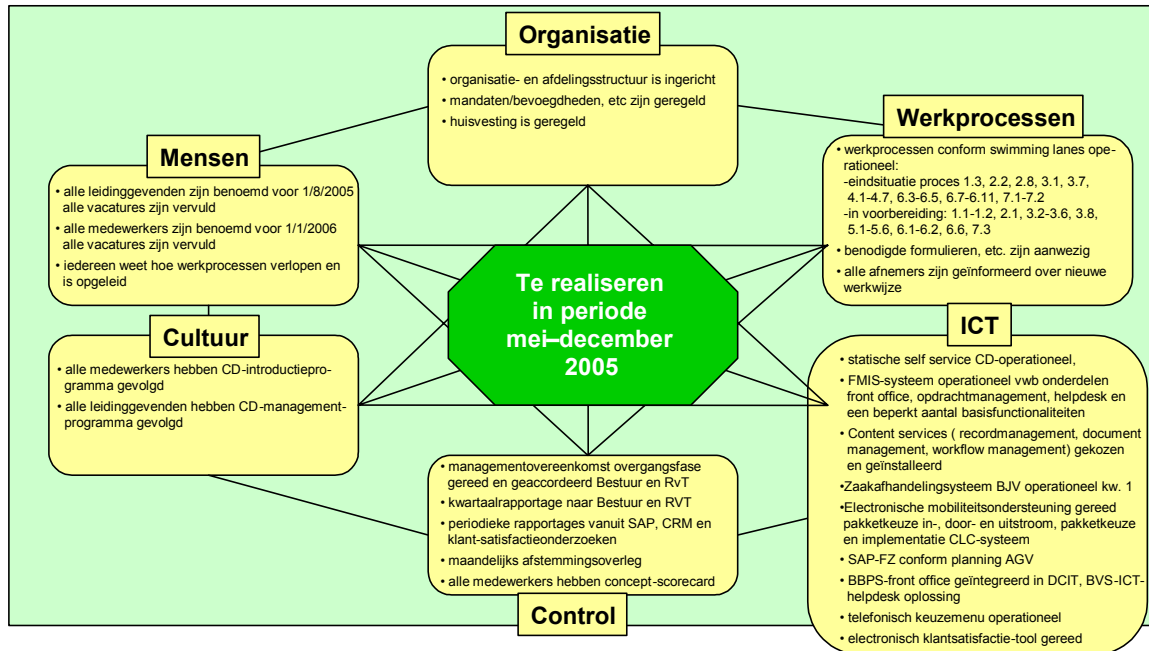 Organisatie
• organisatie- en afdelingsstructuur is ingericht
• mandaten/bevoegdheden, etc zijn geregeld
• huisvesting is geregeld
Mensen
• alle leidinggevenden zijn benoemd voor 1/8/2005
alle vacatures zijn vervuld
• alle medewerkers zijn benoemd voor 1/1/2006
alle vacatures zijn vervuld
• iedereen weet hoe werkprocessen verlopen en
is opgeleid
Werkprocessen
• werkprocessen conform swimming lanes ope-
rationeel:
-eindsituatie proces 1.3, 2.2, 2.8, 3.1, 3.7,
4.1-4.7, 6.3-6.5, 6.7-6.11, 7.1-7.2
-in voorbereiding: 1.1-1.2, 2.1, 3.2-3.6, 3.8,
5.1-5.6, 6.1-6.2, 6.6, 7.3
• benodigde formulieren, etc. zijn aanwezig
• alle afnemers zijn geïnformeerd over nieuwe
werkwijze
Te realiseren
in periode
mei–december
2005
Cultuur
• alle medewerkers hebben CD-introductiepro-
gramma gevolgd
• alle leidinggevenden hebben CD-management-
programma gevolgd
ICT
• statische self service CD-operationeel,
• FMIS-systeem operationeel vwb onderdelen
front office, opdrachtmanagement, helpdesk en
een beperkt aantal basisfunctionaliteiten
• Content services ( recordmanagement, document
management, workflow management) gekozen
en geïnstalleerd
•Zaakafhandelingsysteem BJV operationeel kw. 1
•Electronische mobiliteitsondersteuning gereed
pakketkeuze in-, door- en uitstroom, pakketkeuze
en implementatie CLC-systeem
• SAP-FZ conform planning AGV
• BBPS-front office geïntegreerd in DCIT, BVS-ICT-
helpdesk oplossing
• telefonisch keuzemenu operationeel
• electronisch klantsatisfactie-tool gereed
• managementovereenkomst overgangsfase
gereed en geaccordeerd Bestuur en RvT
• kwartaalrapportage naar Bestuur en RVT
• periodieke rapportages vanuit SAP, CRM en
klant-satisfactieonderzoeken
• maandelijks afstemmingsoverleg
• alle medewerkers hebben concept-scorecard
Control